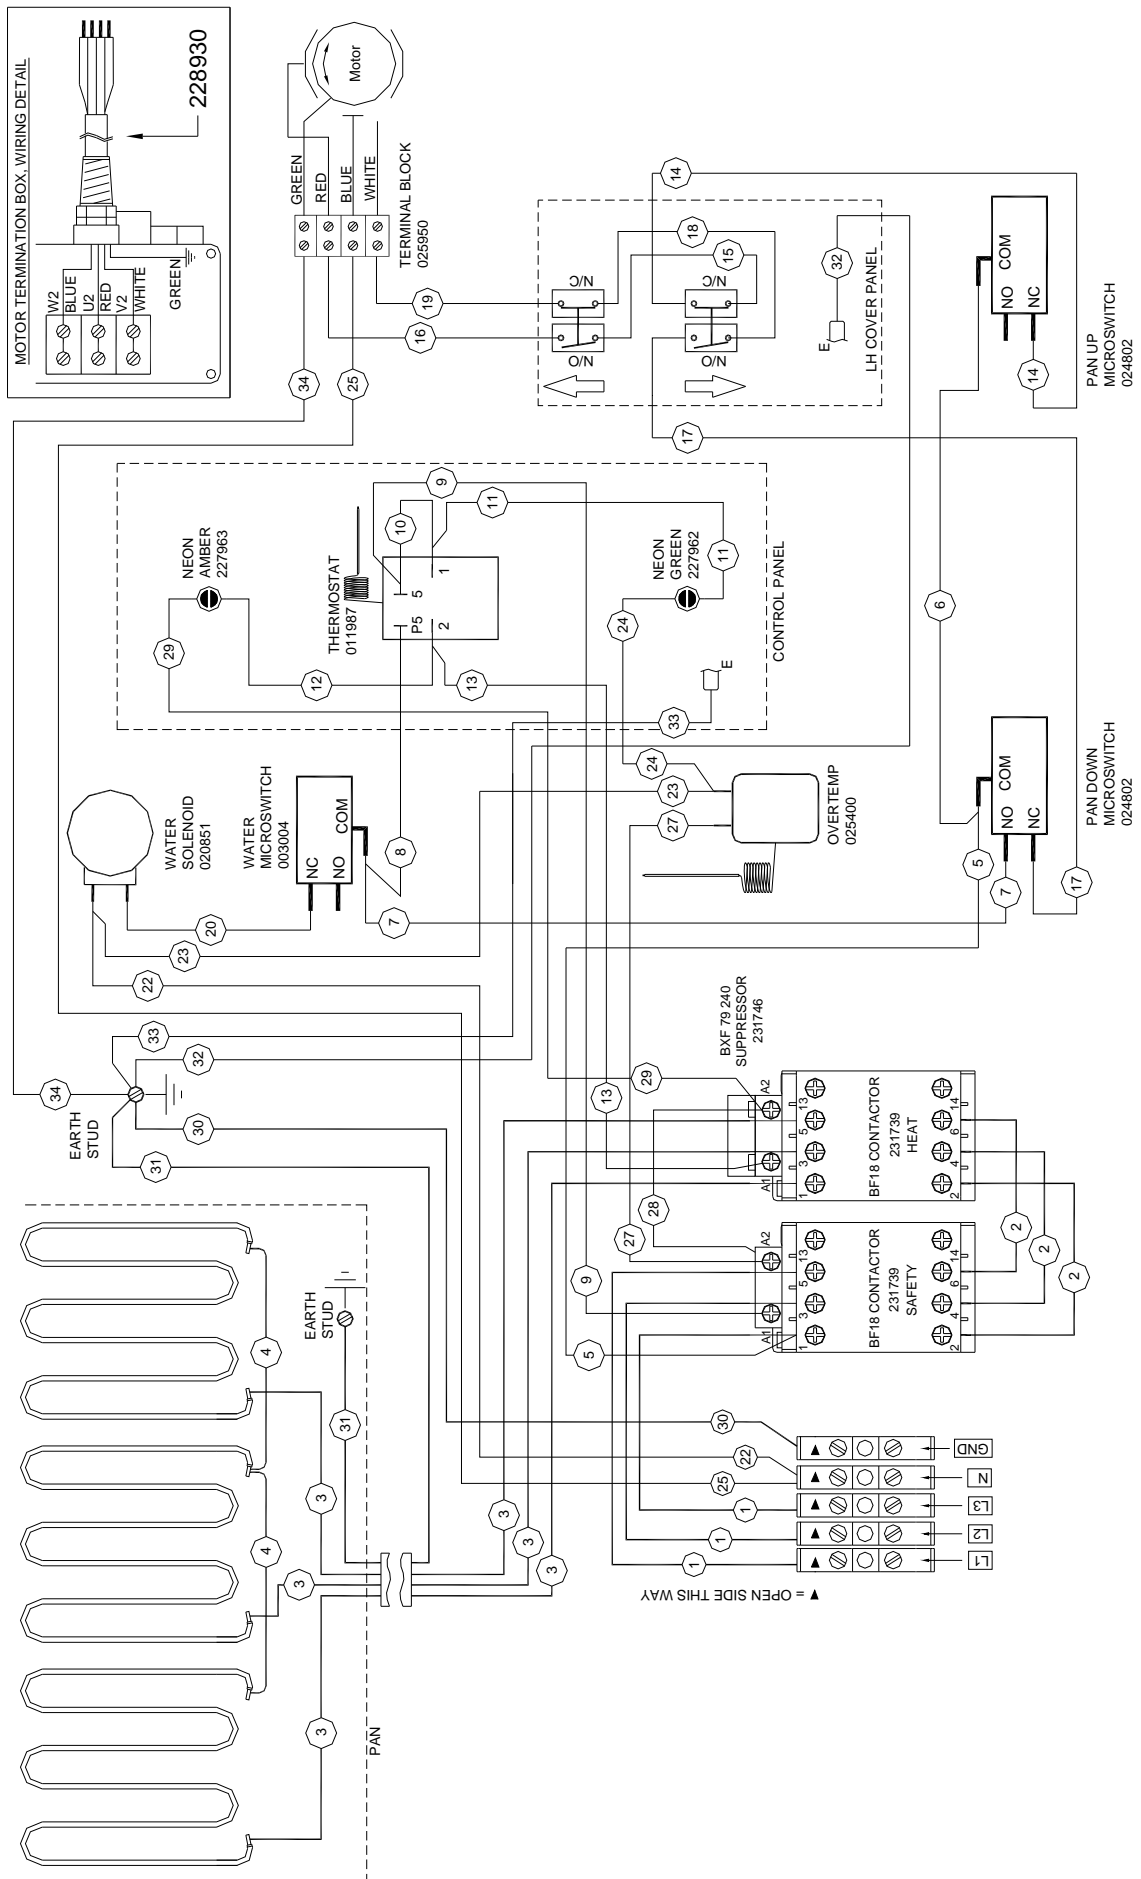 MOTOR TERMINATION BOX, WIRING DETAIL
228930
W2
BLUE
U2
RED
V2
WHITE
GREEN
Motor
GREEN
RED
BLUE
WHITE
TERMINAL BLOCK
025950
34
25
16
19
N/C
N/O
N/C
N/O
18
15
14
17
32
E
LH COVER PANEL
NO
NC
COM
14
PAN UP
MICROSWITCH
024802
NEON
AMBER
227963
29
12
THERMOSTAT
011987
P5
5
2
1
9
10
11
13
NEON
GREEN
227962
24
11
33
E
CONTROL PANEL
6
WATER
SOLENOID
020851
WATER
MICROSWITCH
003004
NC
NO
COM
8
7
20
23
22
24
23
27
OVERTEMP
025400
NO
NC
COM
5
7
17
PAN DOWN
MICROSWITCH
024802
34
33
32
30
31
EARTH
STUD
BXF 79 240
SUPPRESSOR
231746
29
13
28
27
9
5
A1
A2
1
3
5
13
BF18 CONTACTOR
231739
HEAT
2
4
6
14
A1
A2
1
3
5
13
BF18 CONTACTOR
231739
SAFETY
2
4
6
14
2
2
2
EARTH
STUD
31
4
4
3
3
3
PAN
3
3
3
30
22
25
1
1
1
GND
N
L3
L2
L1
▲ = OPEN SIDE THIS WAY